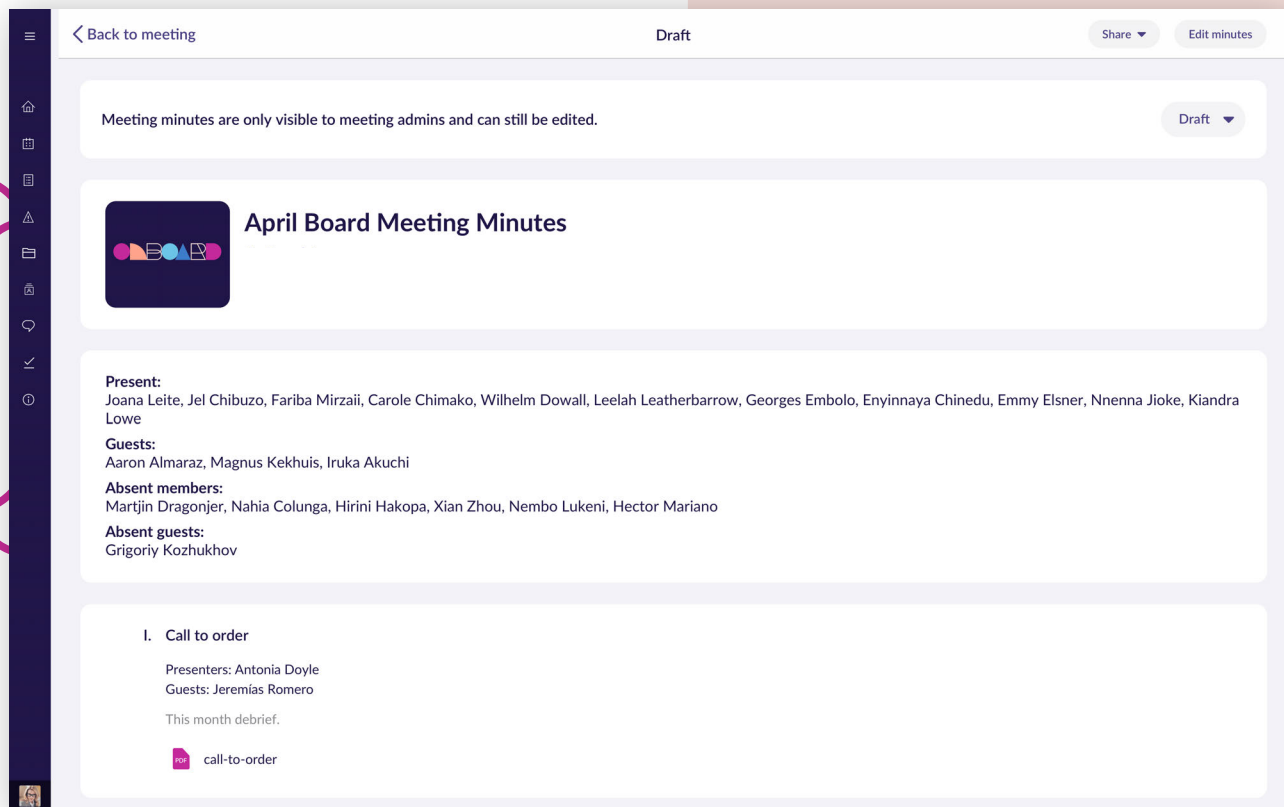 Back to meeting
Draft
Share
Edit minutes
Meeting minutes are only visible to meeting admins and can still be edited.
Draft
ONBOARD
April Board Meeting Minutes
Present:
Joana Leite, Jel Chibuzo, Fariba Mirzaii, Carole Chimako, Wilhelm Dowall, Leelah Leatherbarrow, Georges Embolo, Enyinnaya Chinedu, Emmy Elsner, Nnenna Jioke, Kiandra
Lowe
Guests:
Aaron Almaraz, Magnus Kekhuis, Iruka Akuchi
Absent members:
Martjin Dragonjer, Nahia Colunga, Hirini Hakopa, Xian Zhou, Nembo Lukeni, Hector Mariano
Absent guests:
Grigoriy Kozhukhov
I. Call to order
Presenters: Antonia Doyle
Guests: Jeremías Romero
This month debrief.
PDF call-to-order